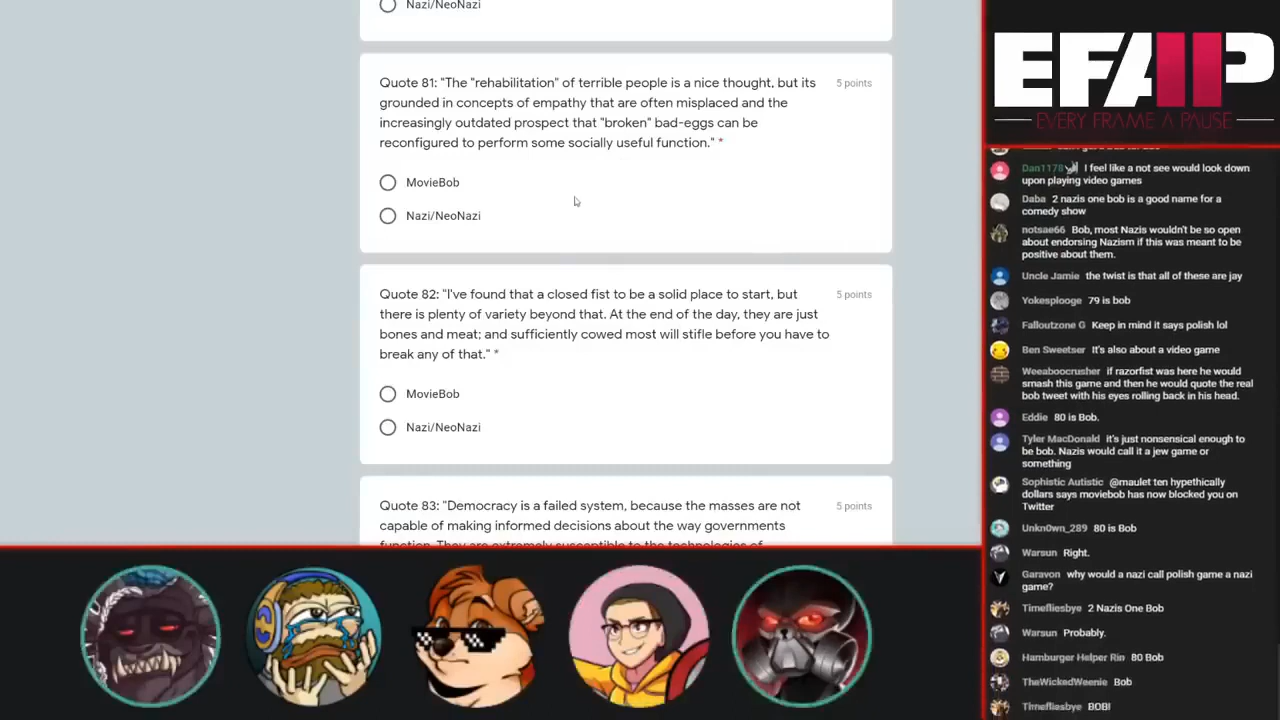 Nazi/NeoNazi
Quote 81: "The "rehabilitation" of terrible people is a nice thought, but its
grounded in concepts of empathy that are often misplaced and the
increasingly outdated prospect that "broken" bad-eggs can be
reconfigured to perform some socially useful function." *
5 points
MovieBob
Nazi/NeoNazi
Quote 82: "I've found that a closed fist to be a solid place to start, but
there is plenty of variety beyond that. At the end of the day, they are just
bones and meat; and sufficiently cowed most will stifle before you have to
break any of that." *
5 points
MovieBob
Nazi/NeoNazi
Quote 83: "Democracy is a failed system, because the masses are not
capable of making informed decisions about the way governments
function. They are extremely susceptible to the technologies of
5 points
EFAP
EVERY FRAME A PAUSE
Dan1178 I feel like a not see would look down
upon playing video games
Daba 2 nazis one bob is a good name for a
comedy show
notsae66 Bob, most Nazis wouldn't be so open
about endorsing Nazism if this was meant to be
positive about them.
Uncle Jamie the twist is that all of these are jay
Yokesplooge 79 is bob
Falloutzone G Keep in mind it says polish lol
Ben Sweetser It's also about a video game
Weeaboocrusher if razorfist was here he would
smash this game and then he would quote the real
bob tweet with his eyes rolling back in his head.
Eddie 80 is Bob.
Tyler MacDonald it's just nonsensical enough to
be bob. Nazis would call it a jew game or
something
Sophistic Autistic @maulet ten hypethically
dollars says moviebob has now blocked you on
Twitter
Unkn0wn_289 80 is Bob
Warsun Right.
Garavon why would a nazi call polish game a nazi
game?
Timefliesbye 2 Nazis One Bob
Warsun Probably.
Hamburger Helper Rin 80 Bob
TheWickedWeenie Bob
Timefliesbye BOB!